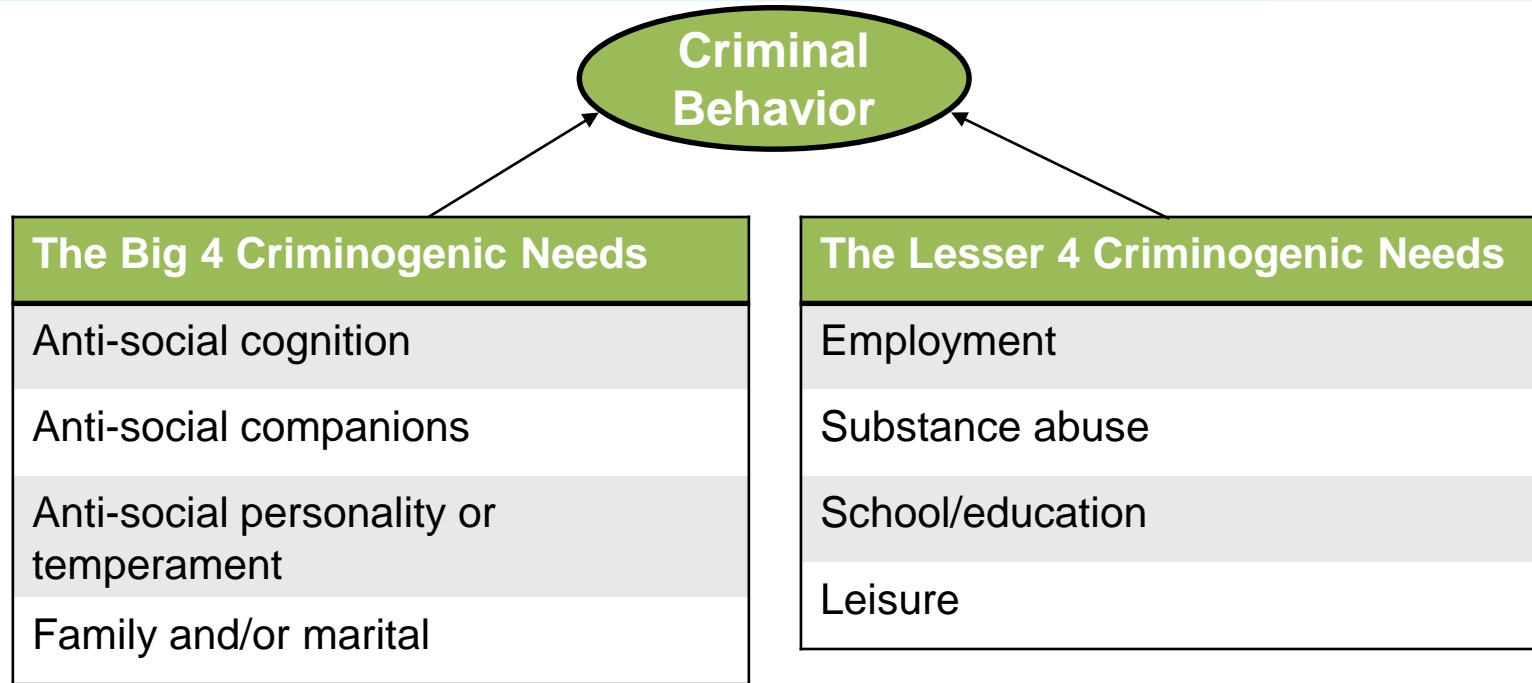 Criminal
Behavior
The Big 4 Criminogenic Needs
Anti-social cognition
Anti-social companions
Anti-social personality or
temperament
Family and/or marital
The Lesser 4 Criminogenic Needs
Employment
Substance abuse
School/education
Leisure